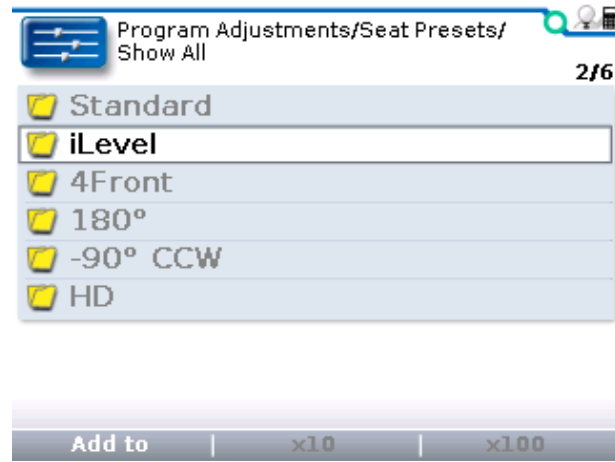 Program Adjustments/Seat Presets/
Show All
2/6
Standard
iLevel
4Front
180°
-90° CCW
HD
Add to | x10 | x100